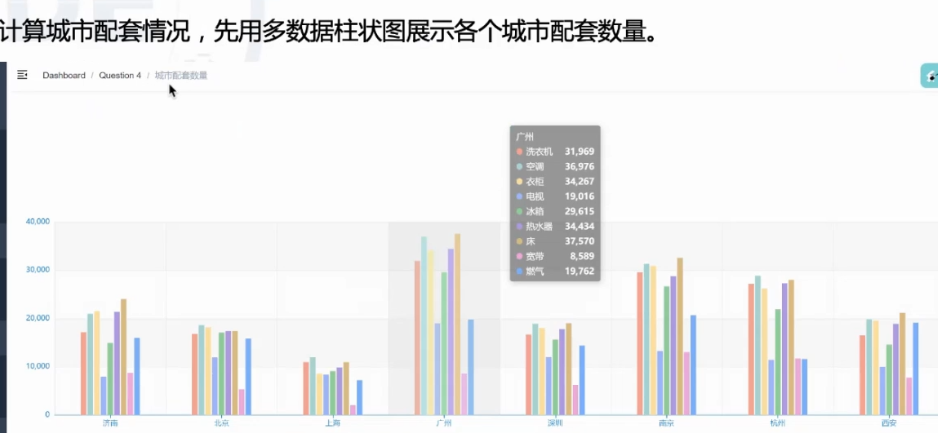 计算城市配套情况，先用多数据柱状图展示各个城市配套数量。
Dashboard / Question 4 / 城市配套数量
广州
洗衣机 31,969
空调 36,976
衣柜 34,267
电视 19,016
冰箱 29,615
热水器 34,434
床 37,570
宽带 8,589
燃气 19,762
40,000
30,000
20,000
10,000
0
济南 北京 上海 广州 深圳 南京 杭州 西安